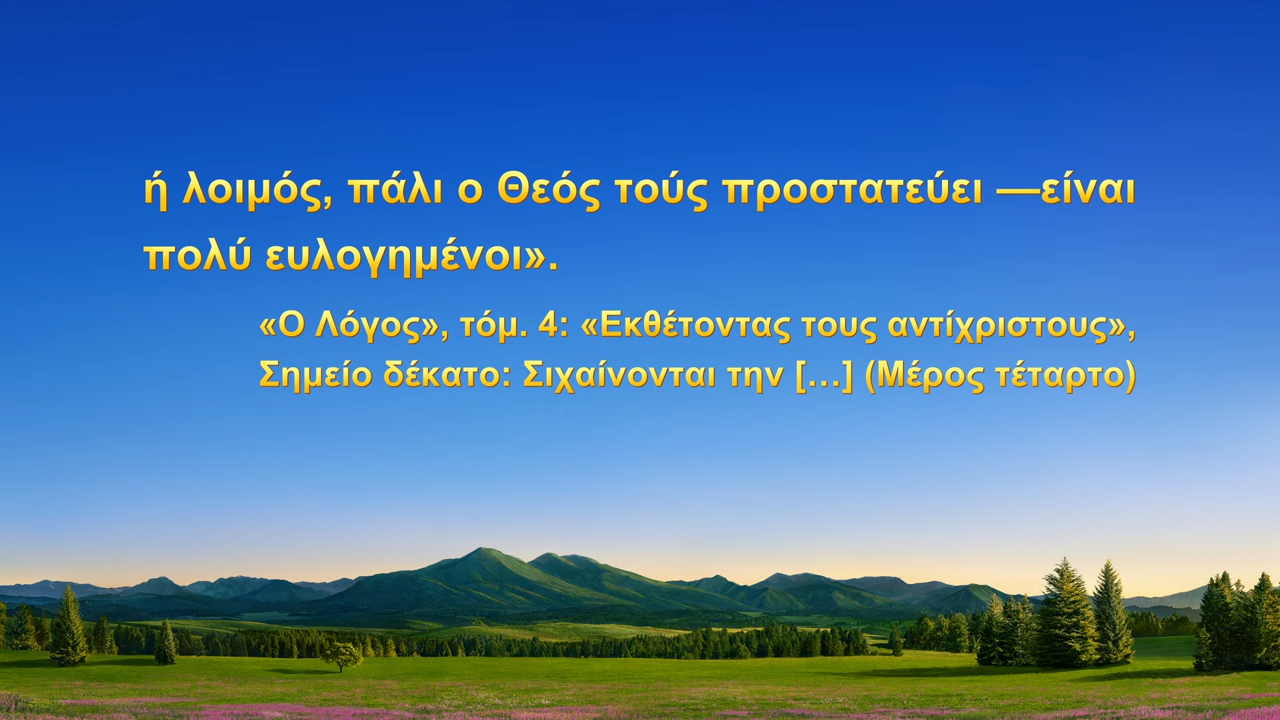 ή λοιμός, πάλι ο Θεός τούς προστατεύει —είναι
πολύ ευλογημένοι».
«Ο Λόγος», τόμ. 4: «Εκθέτοντας τους αντίχριστους»,
Σημείο δέκατο: Σιχαίνονται την […] (Μέρος τέταρτο)